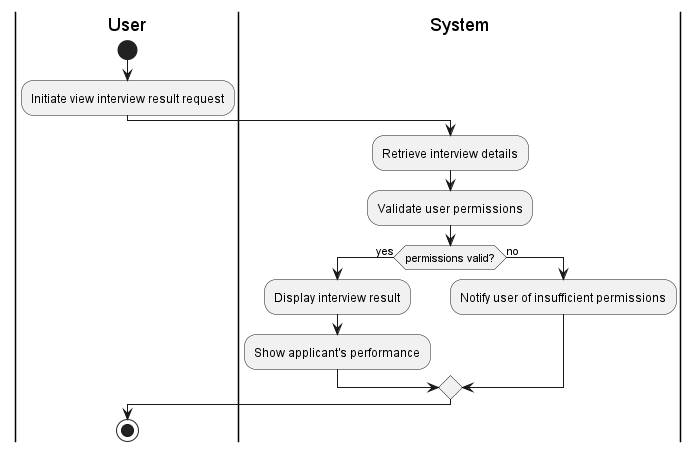 User
System
Initiate view interview result request
Retrieve interview details
Validate user permissions
yes
permissions valid?
no
Display interview result
Notify user of insufficient permissions
Show applicant's performance